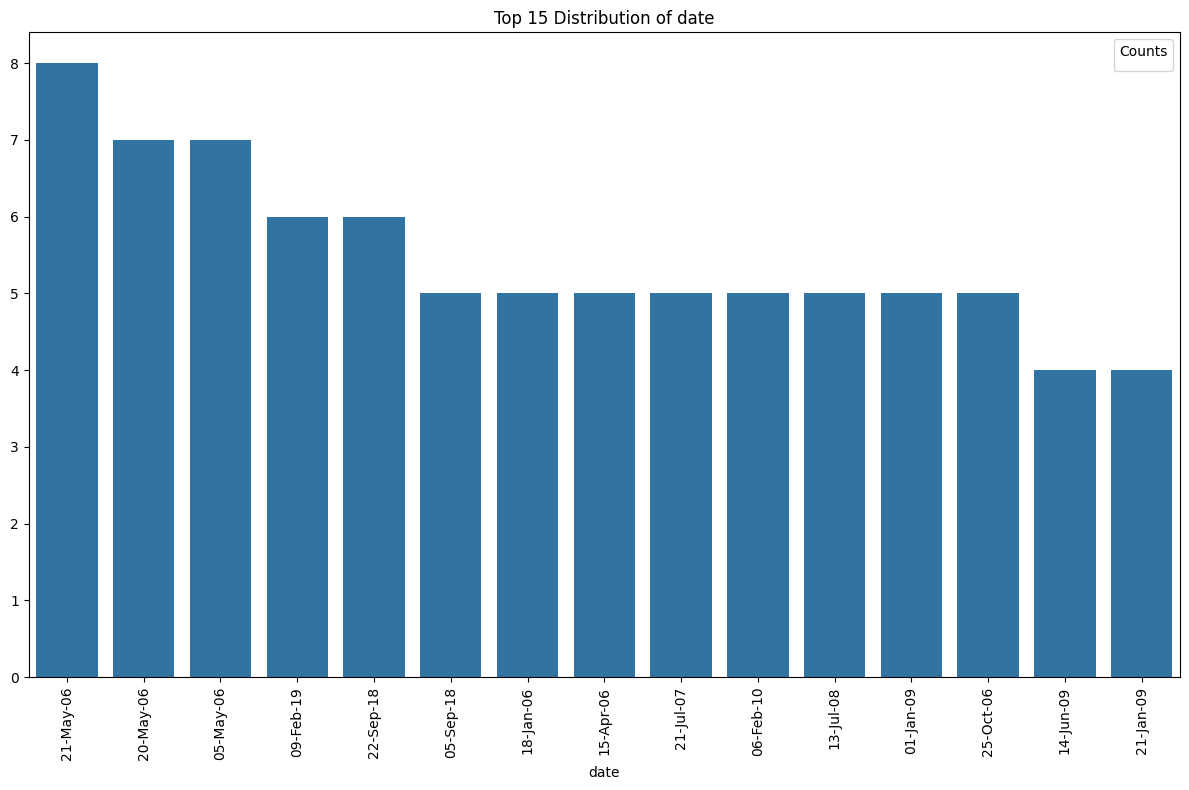 Top 15 Distribution of date
Counts
8
7
6
5
4
3
2
1
0
21-May-06
20-May-06
05-May-06
09-Feb-19
22-Sep-18
05-Sep-18
18-Jan-06
15-Apr-06
21-Jul-07
06-Feb-10
13-Jul-08
01-Jan-09
25-Oct-06
14-Jun-09
21-Jan-09
date